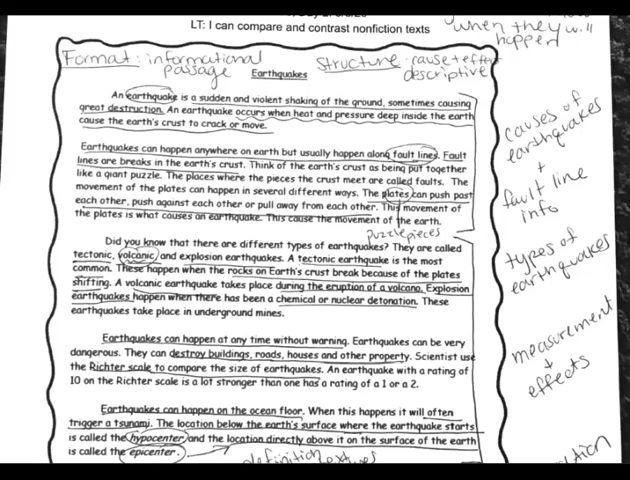 LT: I can compare and contrast nonfiction texts
when they will
happen
Format: informational
passage
Structure: cause + effect
descriptive
Earthquakes
An earthquake is a sudden and violent shaking of the ground, sometimes causing
great destruction. An earthquake occurs when heat and pressure deep inside the earth
cause the earth's crust to crack or move.
causes of
earthquakes
+
fault line
info
Earthquakes can happen anywhere on earth but usually happen along fault lines. Fault
lines are breaks in the earth's crust. Think of the earth's crust as being put together
like a giant puzzle. The places where the pieces the crust meet are called faults. The
movement of the plates can happen in several different ways. The plates can push past
each other, push against each other or pull away from each other. This movement of
the plates is what causes an earthquake. This cause the movement of the earth.
puzzle pieces
Did you know that there are different types of earthquakes? They are called
tectonic, volcanic and explosion earthquakes. A tectonic earthquake is the most
common. These happen when the rocks on Earth's crust break because of the plates
shifting. A volcanic earthquake takes place during the eruption of a volcano. Explosion
earthquakes happen when there has been a chemical or nuclear detonation. These
earthquakes take place in underground mines.
types of
earthquakes
Earthquakes can happen at any time without warning. Earthquakes can be very
dangerous. They can destroy buildings, roads, houses and other property. Scientist use
the Richter scale to compare the size of earthquakes. An earthquake with a rating of
10 on the Richter scale is a lot stronger than one has a rating of a 1 or a 2.
measurement
+
effects
Earthquakes can happen on the ocean floor. When this happens it will often
trigger a tsunami. The location below the earth's surface where the earthquake starts
is called the hypocenter and the location directly above it on the surface of the earth
is called the epicenter.